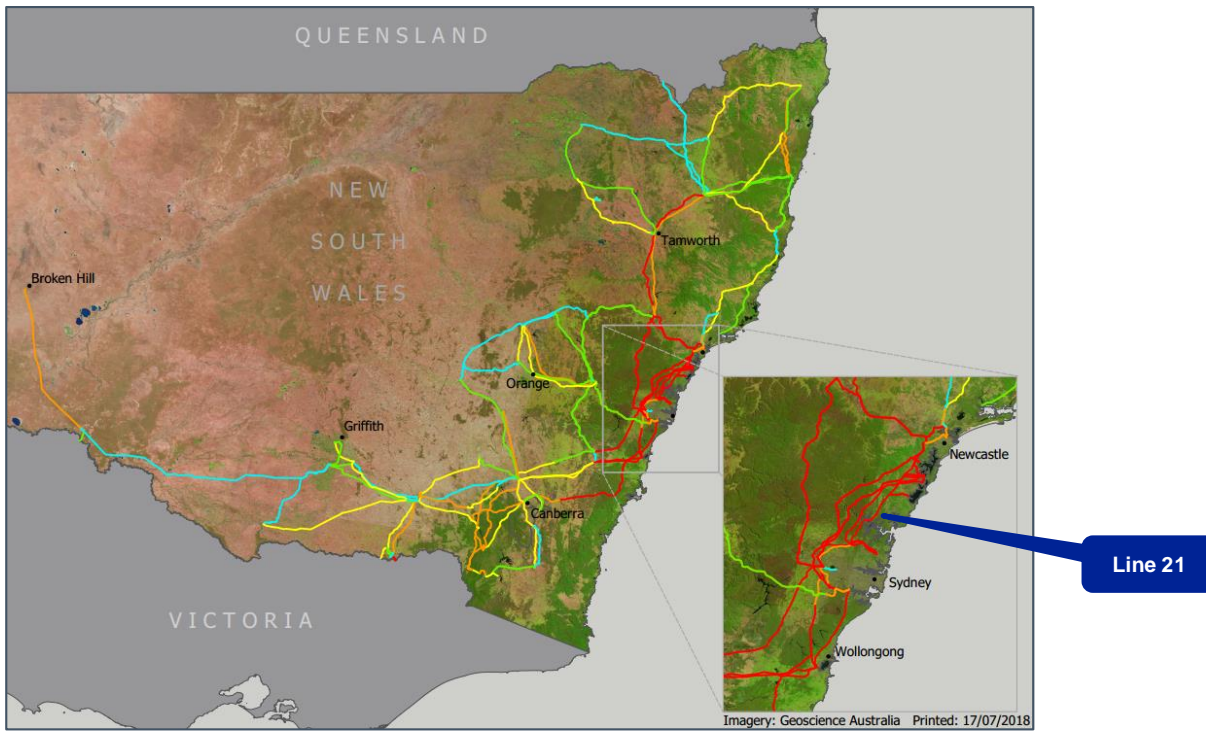 QUEENSLAND
NEW
SOUTH
WALES
Tamworth
Broken Hill
Orange
Griffith
Canberra
Newcastle
Line 21
Sydney
VICTORIA
Wollongong
Imagery: Geoscience Australia Printed: 17/07/2018